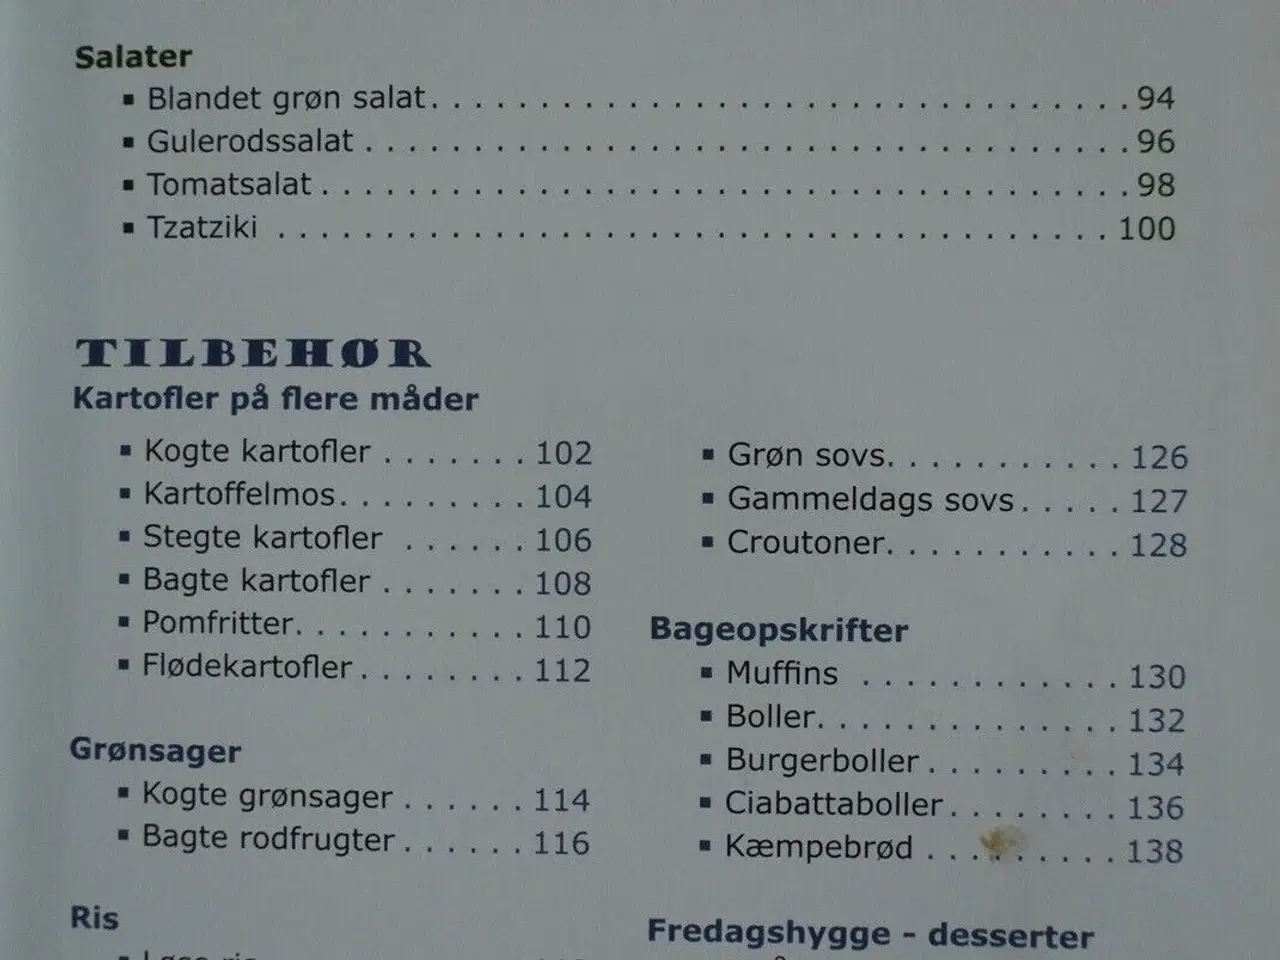 Salater
▪ Blandet grøn salat. . . . . . . . . . . . . . . . . . . . . . . . . . 94
▪ Gulerodssalat . . . . . . . . . . . . . . . . . . . . . . . . . . . . . 96
▪ Tomatsalat . . . . . . . . . . . . . . . . . . . . . . . . . . . . . . 98
▪ Tzatziki . . . . . . . . . . . . . . . . . . . . . . . . . . . . . . . 100
TILBEHØR
Kartofler på flere måder
▪ Kogte kartofler . . . . . . . 102
▪ Kartoffelmos. . . . . . . . . 104
▪ Stegte kartofler . . . . . . 106
▪ Bagte kartofler . . . . . . . 108
▪ Pomfritter. . . . . . . . . . . 110
▪ Flødekartofler . . . . . . . . 112
Grønsager
▪ Kogte grønsager . . . . . . 114
▪ Bagte rodfrugter . . . . . . 116
Ris
▪ Grøn sovs. . . . . . . . . . . 126
▪ Gammeldags sovs . . . . . 127
▪ Croutoner. . . . . . . . . . . 128
Bageopskrifter
▪ Muffins . . . . . . . . . . . . 130
▪ Boller. . . . . . . . . . . . . . 132
▪ Burgerboller . . . . . . . . . 134
▪ Ciabattaboller . . . . . . . . 136
▪ Kæmpebrød . . . . . . . . . 138
Fredagshygge - desserter